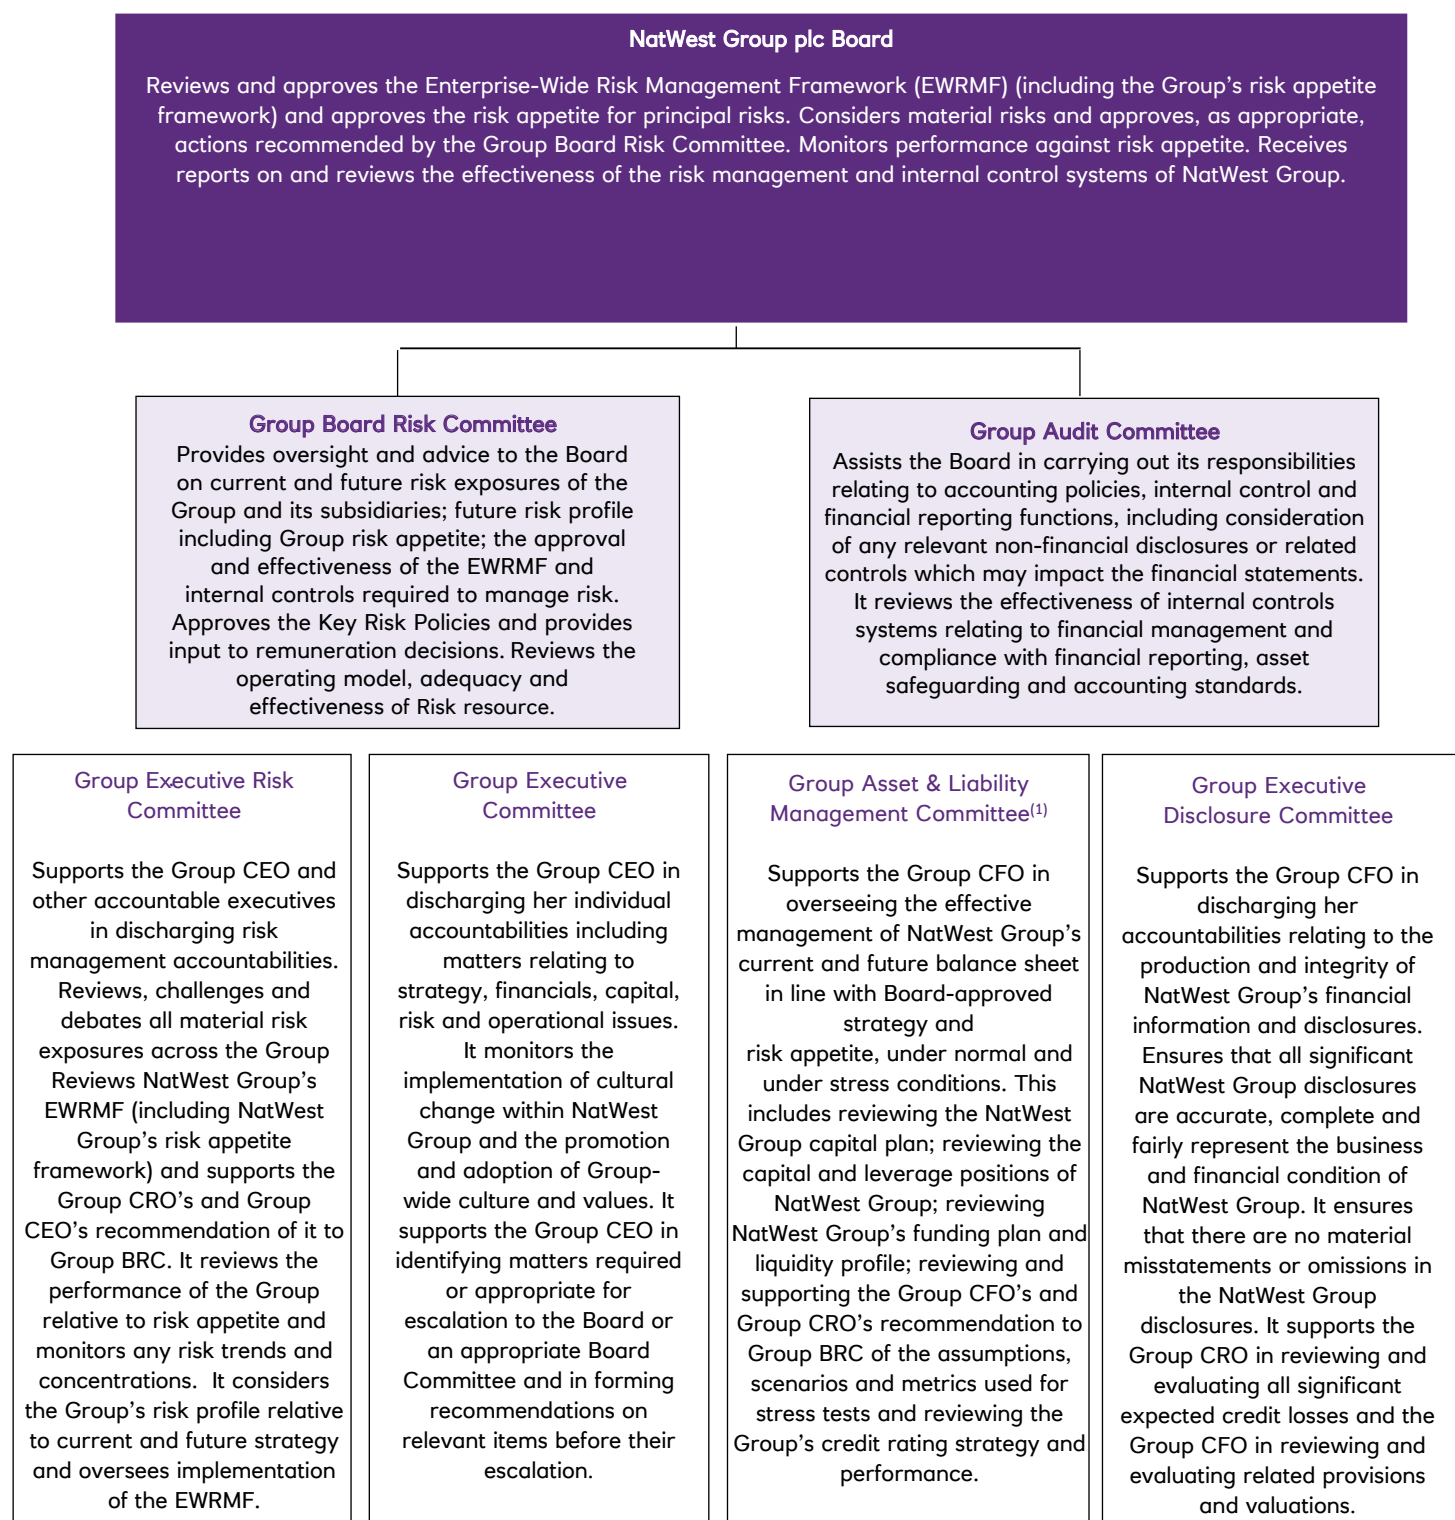 NatWest Group plc Board
Reviews and approves the Enterprise-Wide Risk Management Framework (EWRMF) (including the Group's risk appetite
framework) and approves the risk appetite for principal risks. Considers material risks and approves, as appropriate,
actions recommended by the Group Board Risk Committee. Monitors performance against risk appetite. Receives
reports on and reviews the effectiveness of the risk management and internal control systems of NatWest Group.
Group Board Risk Committee
Provides oversight and advice to the Board
on current and future risk exposures of the
Group and its subsidiaries; future risk profile
including Group risk appetite; the approval
and effectiveness of the EWRMF and
internal controls required to manage risk.
Approves the Key Risk Policies and provides
input to remuneration decisions. Reviews the
operating model, adequacy and
effectiveness of Risk resource.
Group Audit Committee
Assists the Board in carrying out its responsibilities
relating to accounting policies, internal control and
financial reporting functions, including consideration
of any relevant non-financial disclosures or related
controls which may impact the financial statements.
It reviews the effectiveness of internal controls
systems relating to financial management and
compliance with financial reporting, asset
safeguarding and accounting standards.
Group Executive Risk
Committee
Supports the Group CEO and
other accountable executives
in discharging risk
management accountabilities.
Reviews, challenges and
debates all material risk
exposures across the Group
Reviews NatWest Group's
EWRMF (including NatWest
Group's risk appetite
framework) and supports the
Group CRO's and Group
CEO's recommendation of it to
Group BRC. It reviews the
performance of the Group
relative to risk appetite and
monitors any risk trends and
concentrations. It considers
the Group's risk profile relative
to current and future strategy
and oversees implementation
of the EWRMF.
Group Executive
Committee
Supports the Group CEO in
discharging her individual
accountabilities including
matters relating to
strategy, financials, capital,
risk and operational issues.
It monitors the
implementation of cultural
change within NatWest
Group and the promotion
and adoption of Group-
wide culture and values. It
supports the Group CEO in
identifying matters required
or appropriate for
escalation to the Board or
an appropriate Board
Committee and in forming
recommendations on
relevant items before their
escalation.
Group Asset & Liability
Management Committee(1)
Supports the Group CFO in
overseeing the effective
management of NatWest Group's
current and future balance sheet
in line with Board-approved
strategy and
risk appetite, under normal and
under stress conditions. This
includes reviewing the NatWest
Group capital plan; reviewing the
capital and leverage positions of
NatWest Group; reviewing
NatWest Group's funding plan and
liquidity profile; reviewing and
supporting the Group CFO's and
Group CRO's recommendation to
Group BRC of the assumptions,
scenarios and metrics used for
stress tests and reviewing the
Group's credit rating strategy and
performance.
Group Executive
Disclosure Committee
Supports the Group CFO in
discharging her
accountabilities relating to the
production and integrity of
NatWest Group's financial
information and disclosures.
Ensures that all significant
NatWest Group disclosures
are accurate, complete and
fairly represent the business
and financial condition of
NatWest Group. It ensures
that there are no material
misstatements or omissions in
the NatWest Group
disclosures. It supports the
Group CRO in reviewing and
evaluating all significant
expected credit losses and the
Group CFO in reviewing and
evaluating related provisions
and valuations.